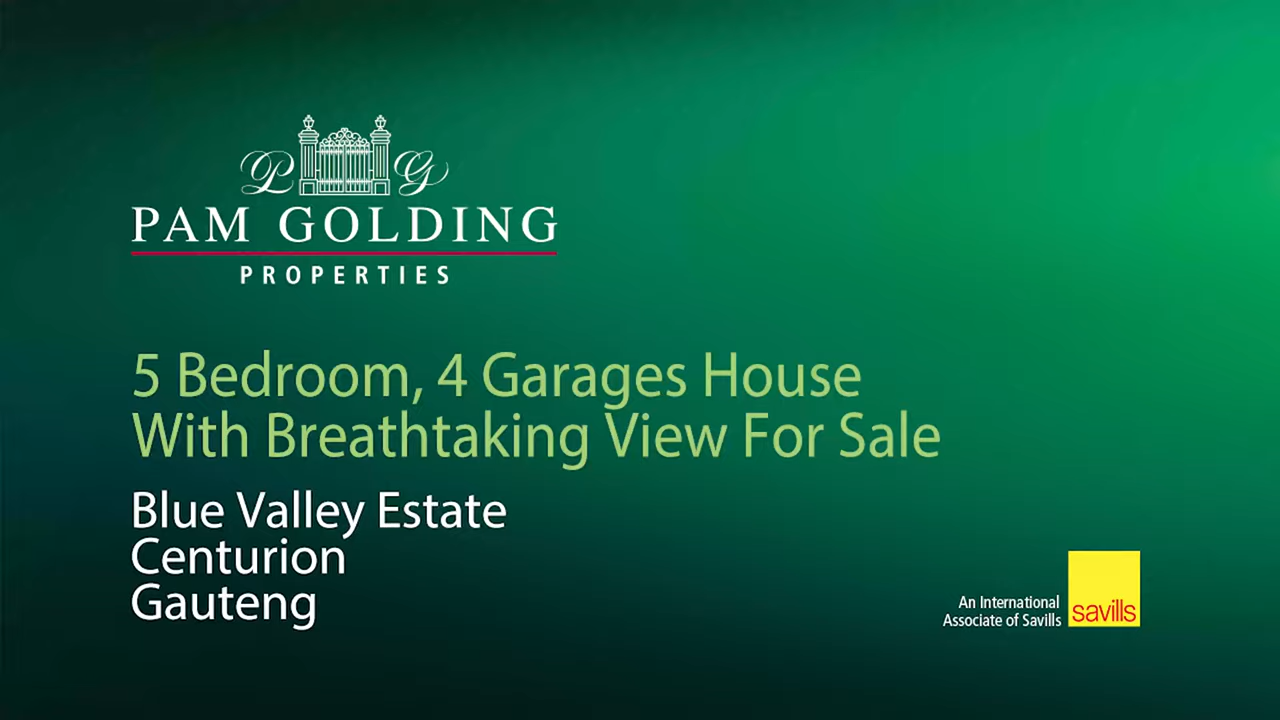 P G
PAM GOLDING
PROPERTIES
5 Bedroom, 4 Garages House
With Breathtaking View For Sale
Blue Valley Estate
Centurion
Gauteng
An International
Associate of Savills
savills